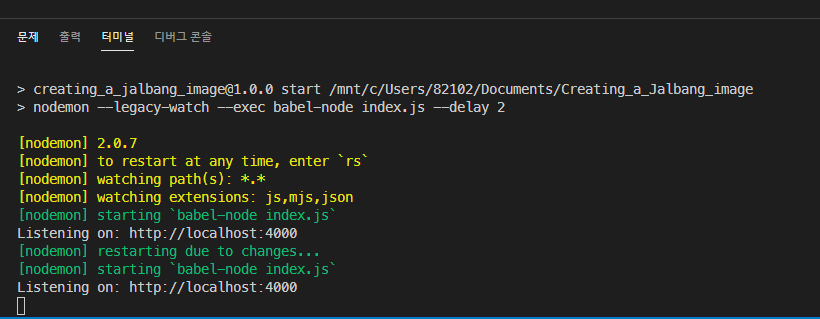 문제 출력 터미널 디버그 콘솔
> creating_a_jalbang_image@1.0.0 start /mnt/c/Users/82102/Documents/Creating_a_Jalbang_image
> nodemon --legacy-watch --exec babel-node index.js --delay 2
[nodemon] 2.0.7
[nodemon] to restart at any time, enter `rs`
[nodemon] watching path(s): *.*
[nodemon] watching extensions: js,mjs,json
[nodemon] starting `babel-node index.js`
Listening on: http://localhost:4000
[nodemon] restarting due to changes...
[nodemon] starting `babel-node index.js`
Listening on: http://localhost:4000